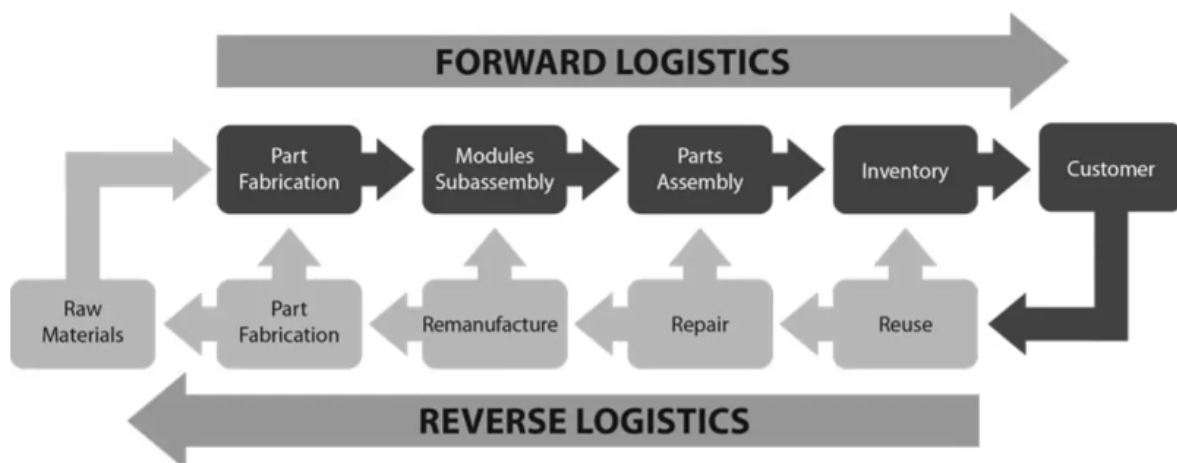 FORWARD LOGISTICS
Part
Fabrication
Modules
Subassembly
Parts
Assembly
Inventory
Customer
Raw
Materials
Part
Fabrication
Remanufacture
Repair
Reuse
REVERSE LOGISTICS